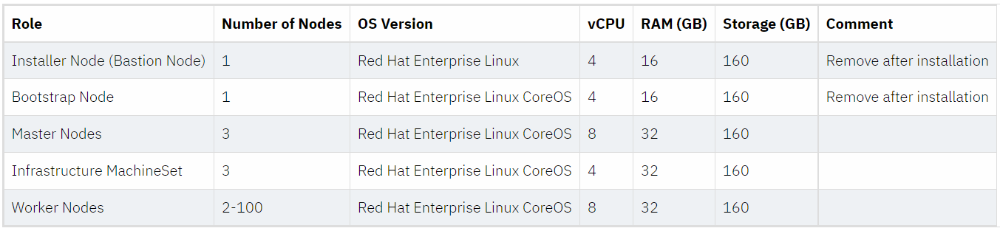 Role Number of Nodes OS Version vCPU RAM (GB) Storage (GB) Comment
Installer Node (Bastion Node) 1 Red Hat Enterprise Linux 4 16 160 Remove after installation
Bootstrap Node 1 Red Hat Enterprise Linux CoreOS 4 16 160 Remove after installation
Master Nodes 3 Red Hat Enterprise Linux CoreOS 8 32 160
Infrastructure MachineSet 3 Red Hat Enterprise Linux CoreOS 4 32 160
Worker Nodes 2-100 Red Hat Enterprise Linux CoreOS 8 32 160